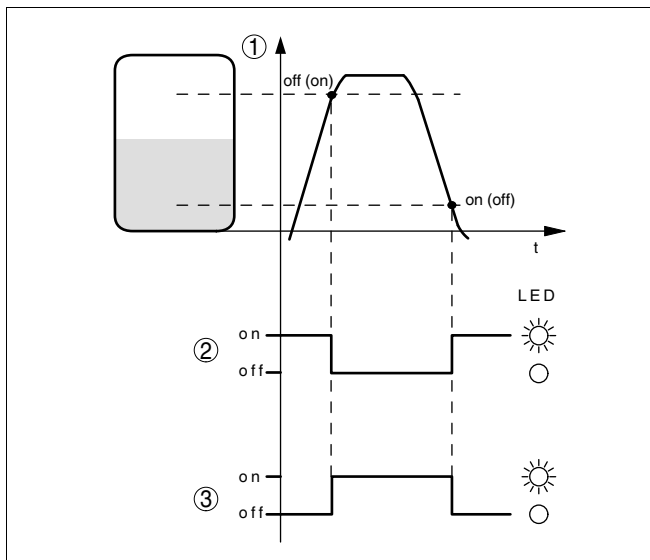 ①
off (on)
on (off)
t
LED
on
②
off
on
③
off